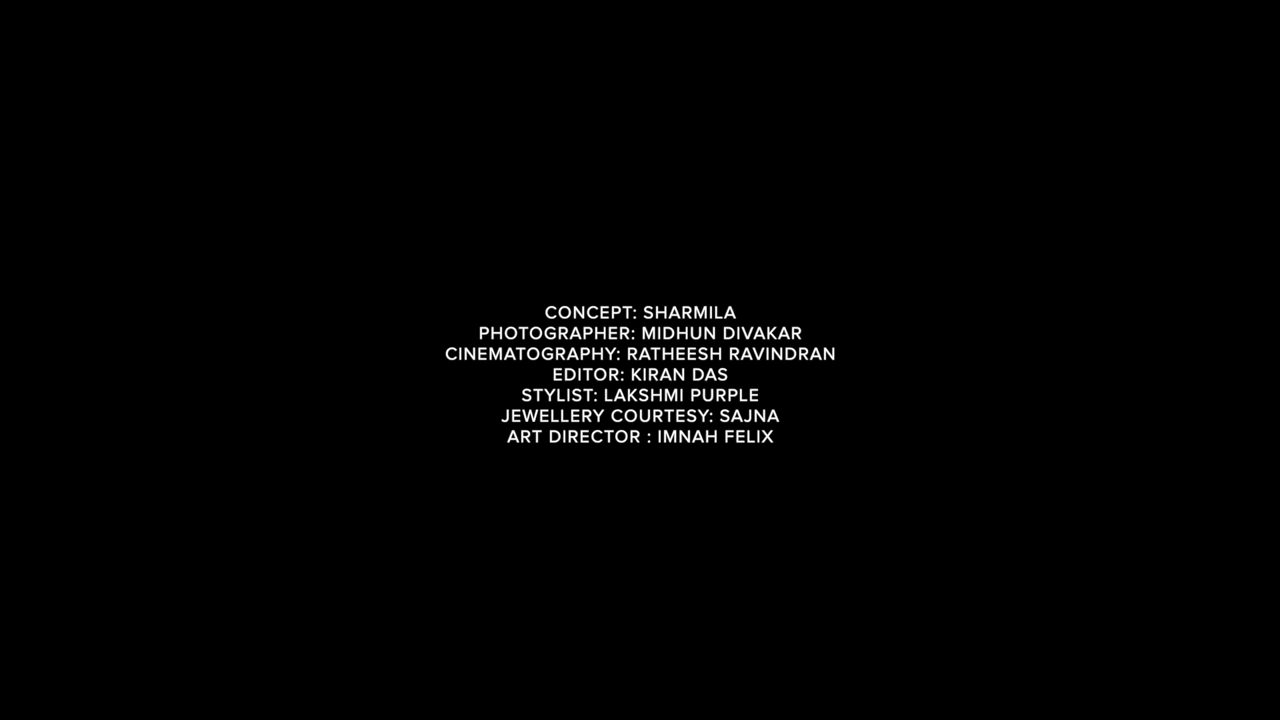 CONCEPT: SHARMILA
PHOTOGRAPHER: MIDHUN DIVAKAR
CINEMATOGRAPHY: RATHEESH RAVINDRAN
EDITOR: KIRAN DAS
STYLIST: LAKSHMI PURPLE
JEWELLERY COURTESY: SAJNA
ART DIRECTOR : IMNAH FELIX